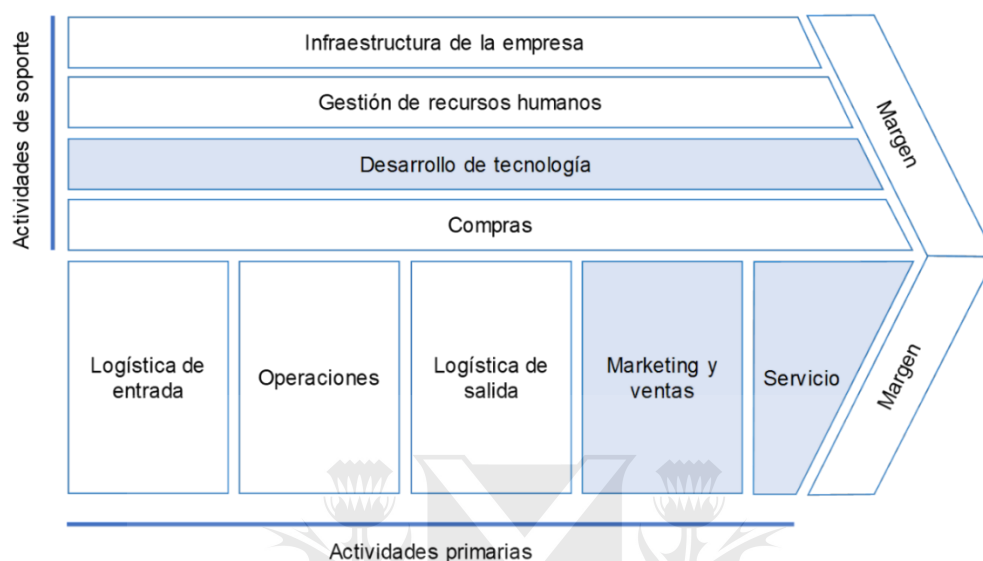 Actividades de soporte
Infraestructura de la empresa
Gestión de recursos humanos
Desarrollo de tecnología
Compras
Margen
Logística de
entrada
Operaciones
Logística de
salida
Marketing y
ventas
Servicio
Margen
Actividades primarias